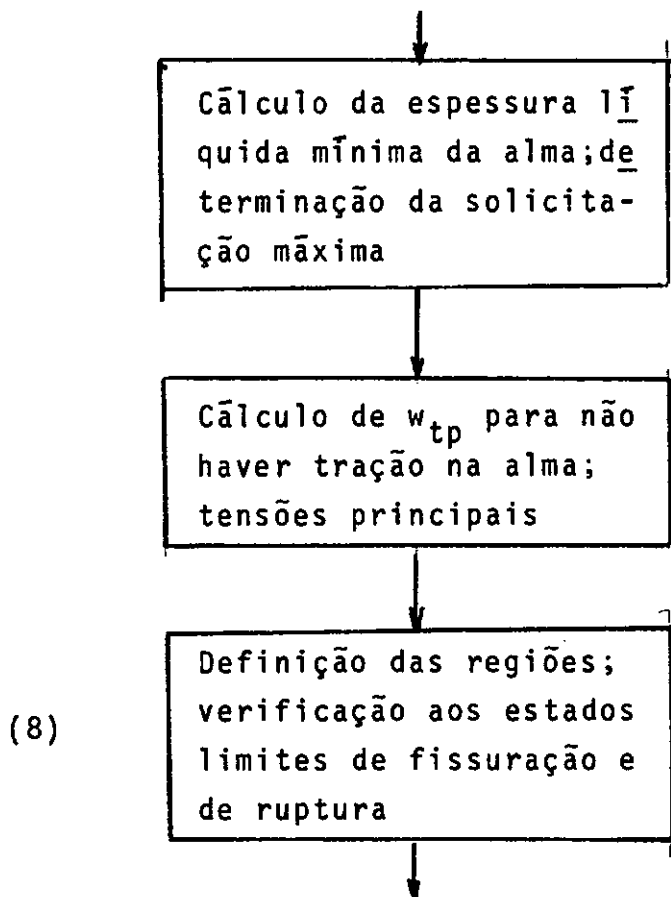 Cálculo da espessura lí
quida mínima da alma;de
terminação da solicita-
ção máxima
Cálculo de w_tp para não
haver tração na alma;
tensões principais
(8)
Definição das regiões;
verificação aos estados
limites de fissuração e
de ruptura